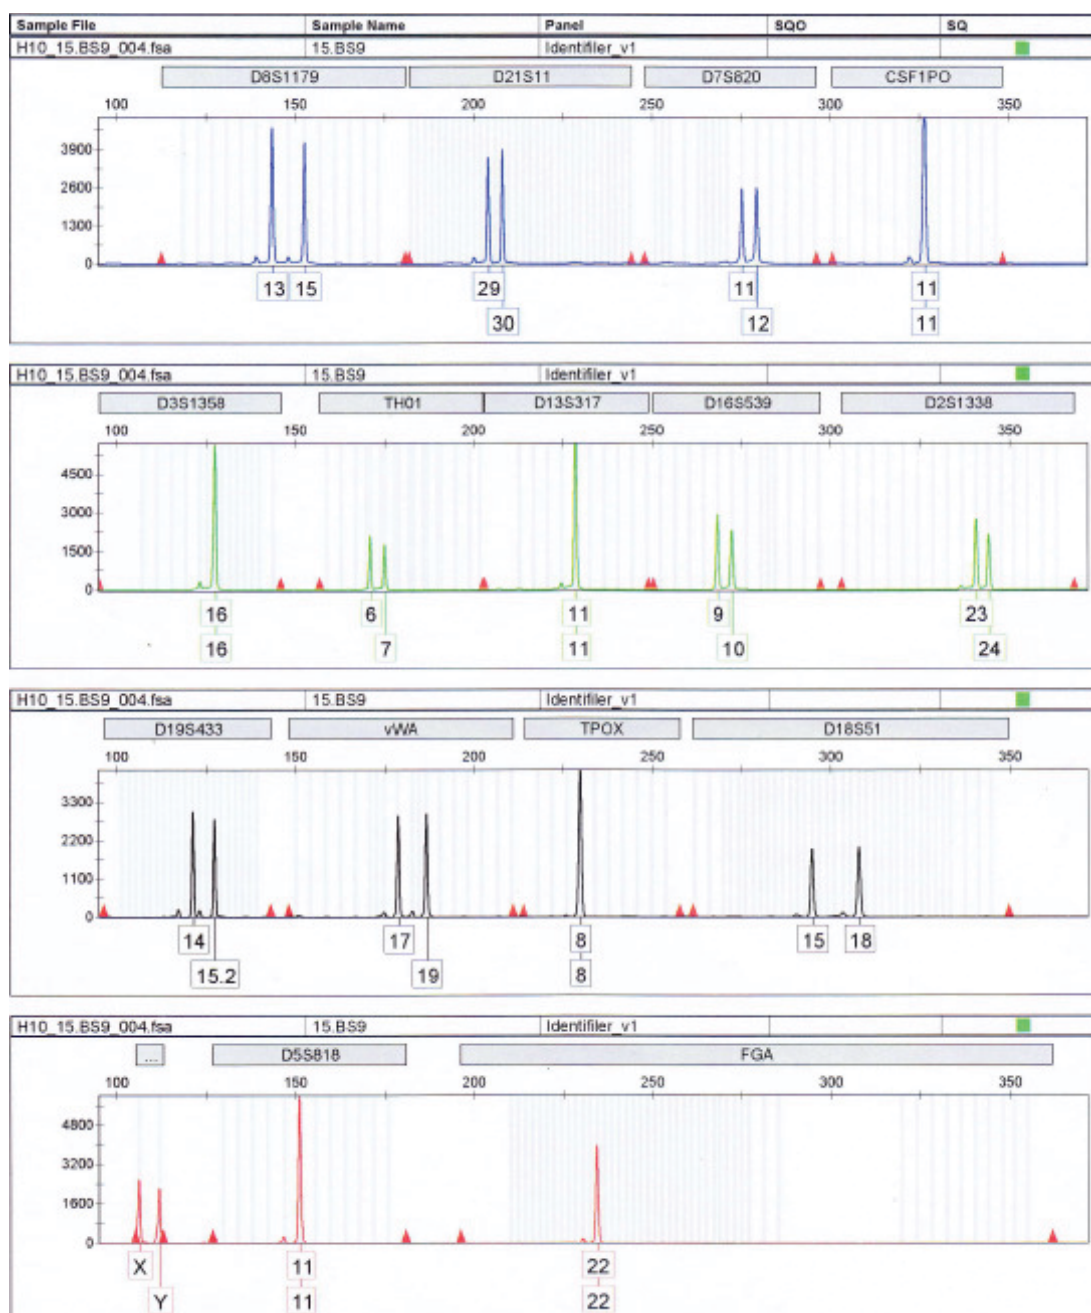 Sample File Sample Name Panel SQO SQ
H10_15.BS9_004.fsa 15.BS9 Identifiler_v1
D8S1179 D21S11 D7S820 CSF1PO
100 150 200 250 300 350
3900
2600
1300
0
13 15 29 11 11
30 12 11
H10_15.BS9_004.fsa 15.BS9 Identifiler_v1
D3S1358 TH01 D13S317 D16S539 D2S1338
100 150 200 250 300 350
4500
3000
1500
0
16 6 11 9 23
16 7 11 10 24
H10_15.BS9_004.fsa 15.BS9 Identifiler_v1
D19S433 vWA TPOX D18S51
100 150 200 250 300 350
3300
2200
1100
0
14 17 8 15 18
15.2 19 8
H10_15.BS9_004.fsa 15.BS9 Identifiler_v1
... D5S818 FGA
100 150 200 250 300 350
4800
3200
1600
0
X 11 22
Y 11 22